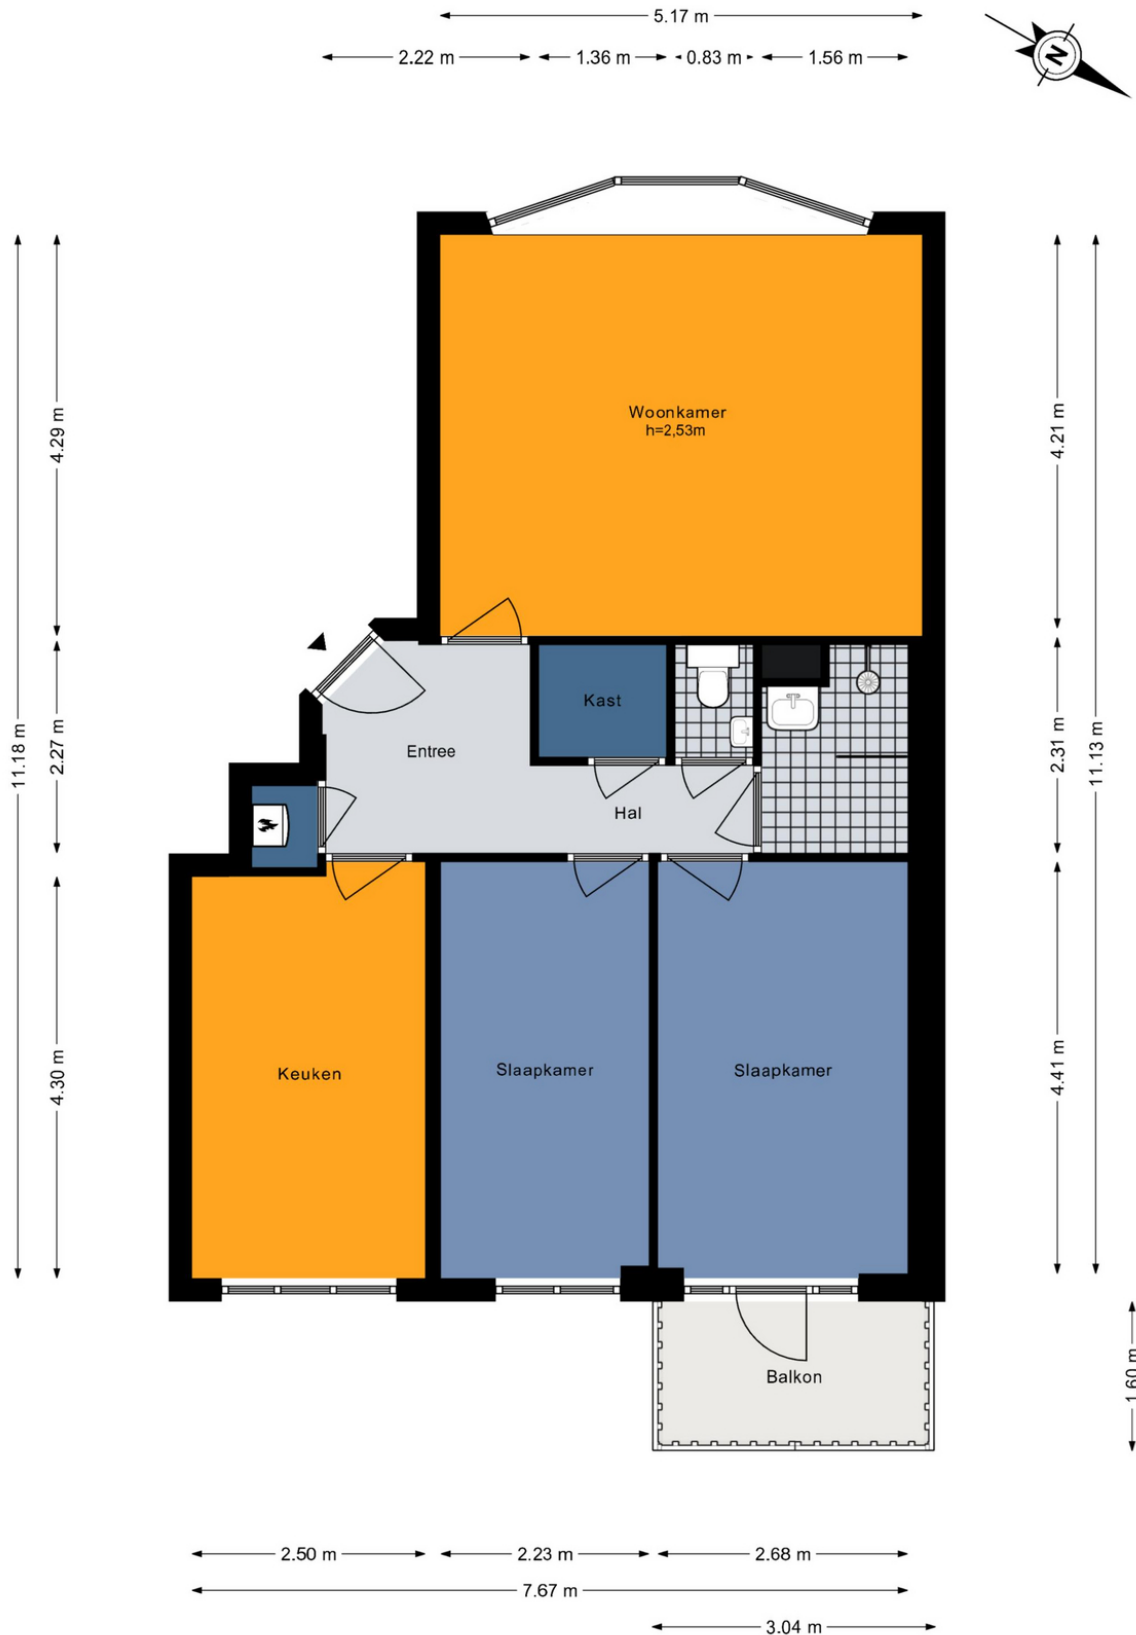 5.17 m
2.22 m
1.36 m
0.83 m
1.56 m
N
Woonkamer
h=2,53m
4.29 m
4.21 m
11.18 m
2.27 m
Kast
Entree
Hal
2.31 m
11.13 m
4.30 m
Keuken
Slaapkamer
Slaapkamer
4.41 m
Balkon
1.60 m
2.50 m
2.23 m
2.68 m
7.67 m
3.04 m